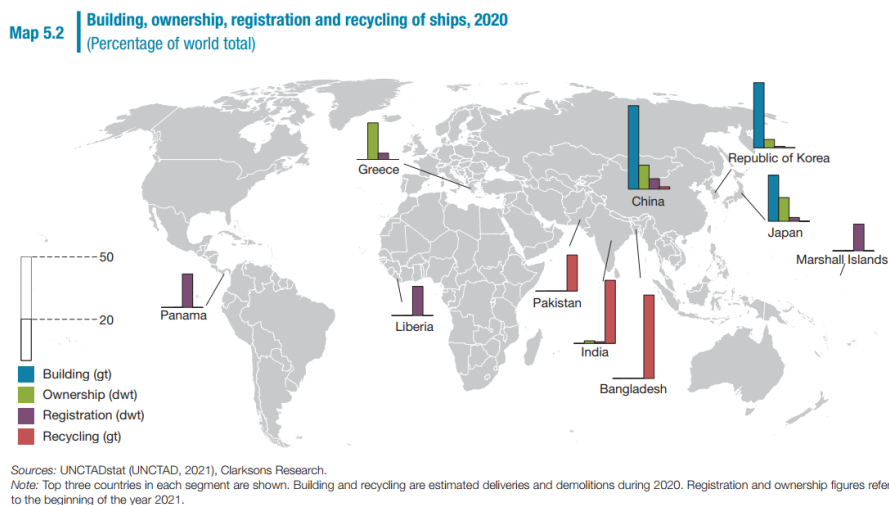 Map 5.2
Building, ownership, registration and recycling of ships, 2020
(Percentage of world total)
Republic of Korea
Greece
China
Japan
Marshall Islands
50
Pakistan
Panama
20
Liberia
India
Bangladesh
Building (gt)
Ownership (dwt)
Registration (dwt)
Recycling (gt)
Sources: UNCTADstat (UNCTAD, 2021), Clarksons Research.
Note: Top three countries in each segment are shown. Building and recycling are estimated deliveries and demolitions during 2020. Registration and ownership figures refer
to the beginning of the year 2021.